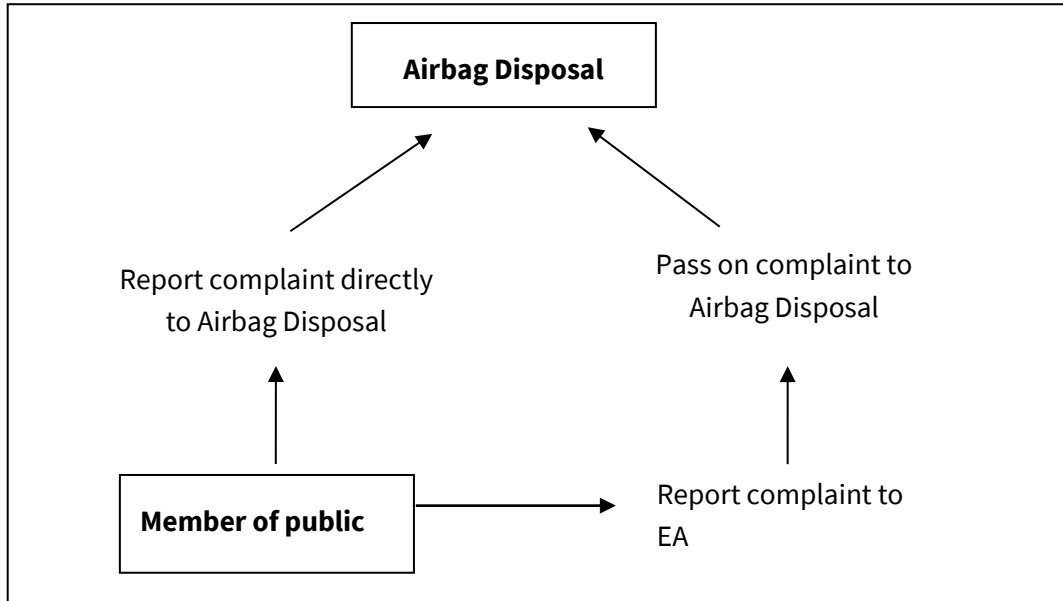 Airbag Disposal
Report complaint directly
to Airbag Disposal
Pass on complaint to
Airbag Disposal
Member of public
Report complaint to
EA